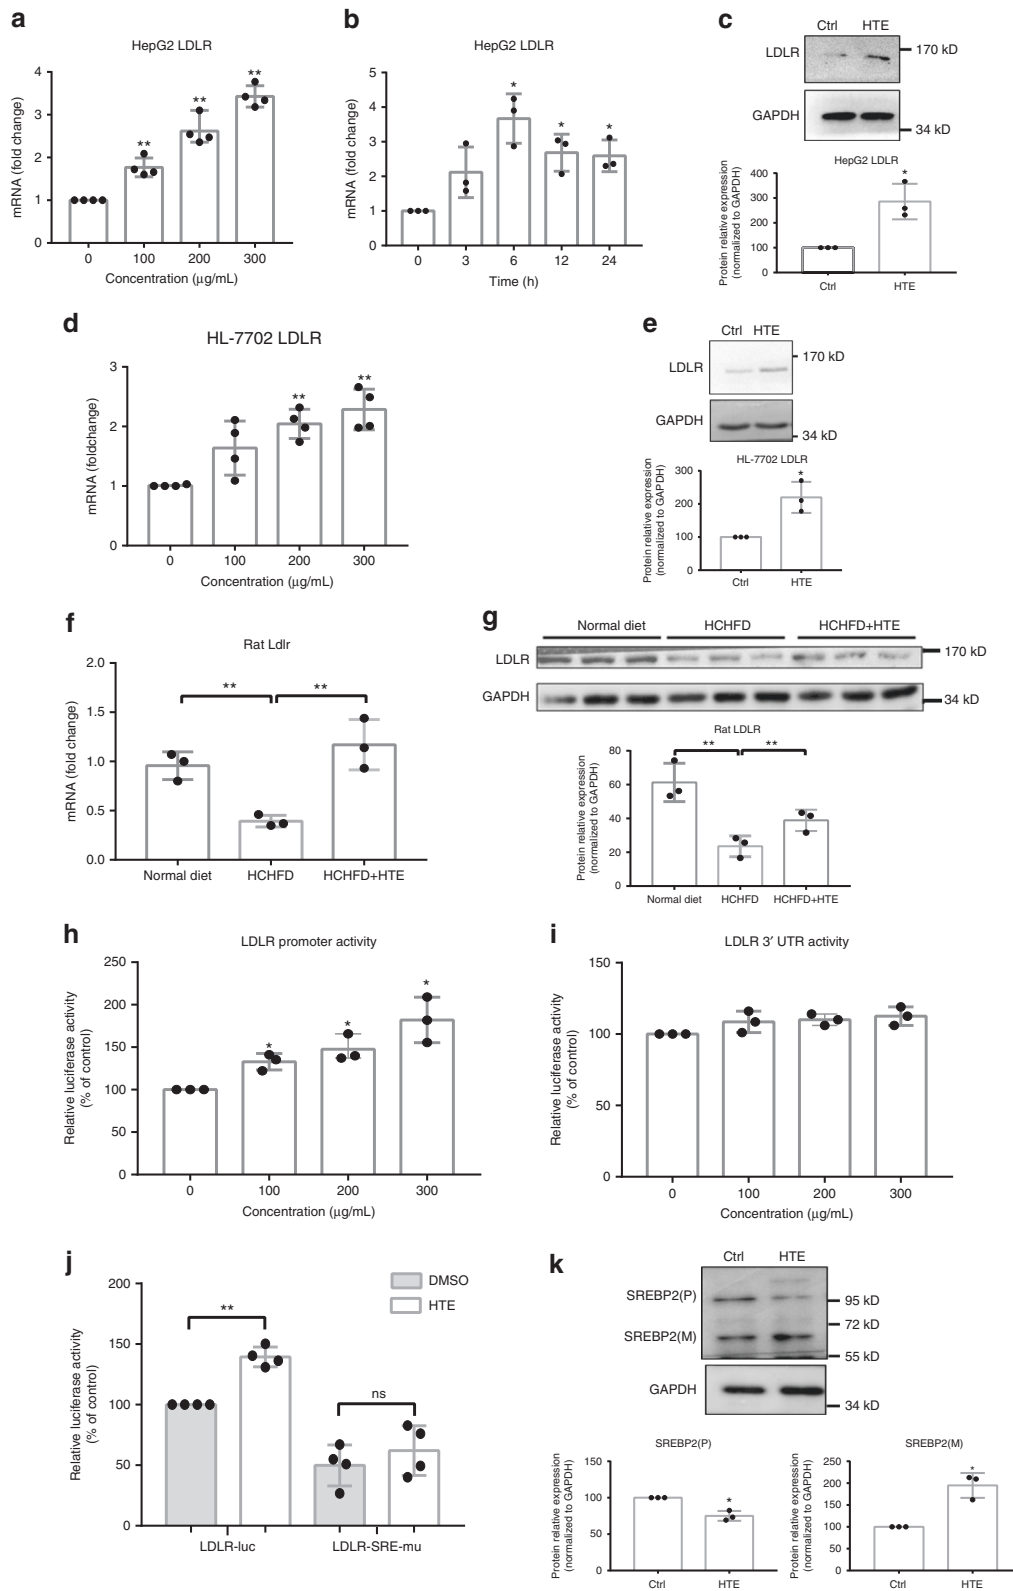 a
HepG2 LDLR
mRNA (fold change)
4
3
2
1
0
**
**
**
0 100 200 300
Concentration (μg/mL)
b
HepG2 LDLR
mRNA (fold change)
5
4
3
2
1
0
*
*
*
0 3 6 12 24
Time (h)
c
Ctrl HTE
LDLR
170 kD
GAPDH
34 kD
HepG2 LDLR
Protein relative expression
(normalized to GAPDH)
400
300
200
100
0
*
Ctrl HTE
d
HL-7702 LDLR
mRNA (foldchange)
3
2
1
0
**
**
0 100 200 300
Concentration (μg/mL)
e
Ctrl HTE
LDLR
170 kD
GAPDH
34 kD
HL-7702 LDLR
Protein relative expression
(normalized to GAPDH)
300
200
100
0
*
Ctrl HTE
f
Rat Ldlr
mRNA (fold change)
2.0
1.5
1.0
0.5
0.0
** **
Normal diet HCHFD HCHFD+HTE
g
Normal diet HCHFD HCHFD+HTE
LDLR
170 kD
GAPDH
34 kD
Rat LDLR
Protein relative expression
(normalized to GAPDH)
80
60
40
20
0
** **
Normal diet HCHFD HCHFD+HTE
h
LDLR promoter activity
Relative luciferase activity
(% of control)
250
200
150
100
50
0
*
*
*
0 100 200 300
Concentration (μg/mL)
i
LDLR 3′ UTR activity
Relative luciferase activity
(% of control)
150
100
50
0
0 100 200 300
Concentration (μg/mL)
j
DMSO
HTE
Relative luciferase activity
(% of control)
200
150
100
50
0
**
ns
LDLR-luc LDLR-SRE-mu
k
Ctrl HTE
SREBP2(P)
95 kD
72 kD
SREBP2(M)
55 kD
GAPDH
34 kD
SREBP2(P)
Protein relative expression
(normalized to GAPDH)
150
100
50
0
*
Ctrl HTE
SREBP2(M)
Protein relative expression
(normalized to GAPDH)
250
200
150
100
50
0
*
Ctrl HTE